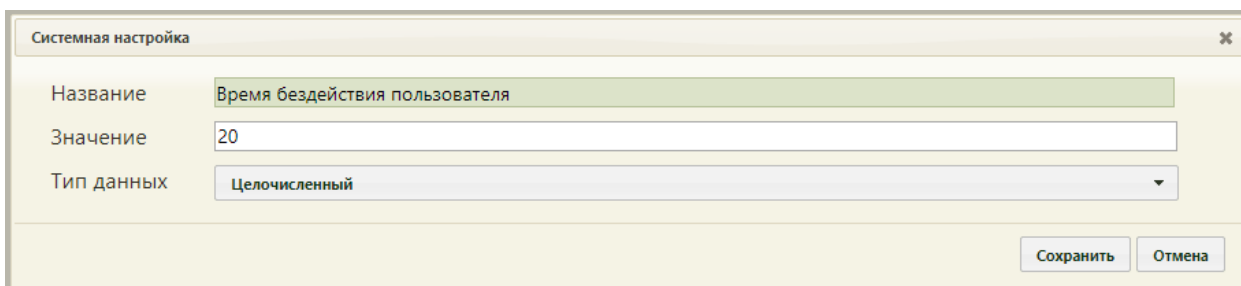 Системная настройка
Название Время бездействия пользователя
Значение 20
Тип данных Целочисленный
Сохранить Отмена